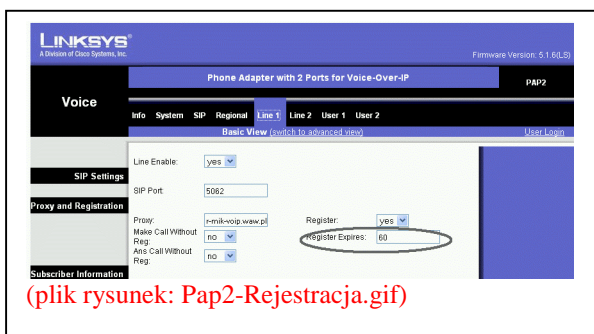 LINKSYS®
A Division of Cisco Systems, Inc.
Firmware Version: 5.1.6(LS)
Phone Adapter with 2 Ports for Voice-Over-IP
PAP2
Voice
Info System SIP Regional Line 1 Line 2 User 1 User 2
Basic View (switch to advanced view)
User Login
Line Enable: yes
SIP Settings
SIP Port: 5062
Proxy and Registration
Proxy: r-mik-voip.waw.pl Register: yes
Make Call Without Reg: no Register Expires: 60
Ans Call Without Reg: no
Subscriber Information
(plik rysunek: Pap2-Rejestracja.gif)